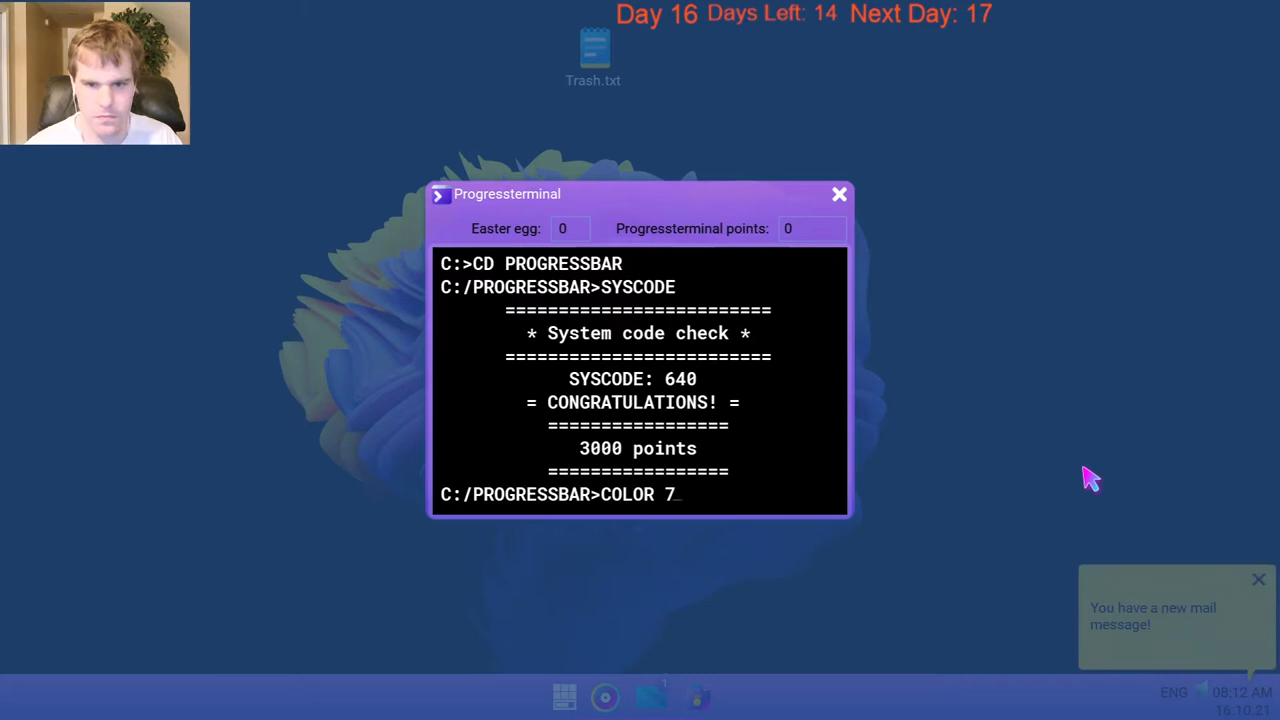 Day 16 Days Left: 14 Next Day: 17
Trash.txt
Progressterminal
Easter egg: 0 Progressterminal points: 0
C:>CD PROGRESSBAR
C:/PROGRESSBAR>SYSCODE
=========================
* System code check *
=========================
SYSCODE: 640
= CONGRATULATIONS! =
=================
3000 points
=================
C:/PROGRESSBAR>COLOR 7_
You have a new mail
message!
1
ENG 08:12 AM
16.10.21